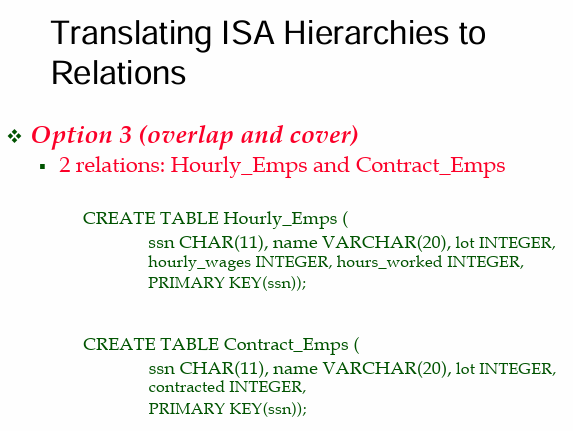 Translating ISA Hierarchies to
Relations
Option 3 (overlap and cover)
2 relations: Hourly_Emps and Contract_Emps
CREATE TABLE Hourly_Emps (
ssn CHAR(11), name VARCHAR(20), lot INTEGER,
hourly_wages INTEGER, hours_worked INTEGER,
PRIMARY KEY(ssn));
CREATE TABLE Contract_Emps (
ssn CHAR(11), name VARCHAR(20), lot INTEGER,
contracted INTEGER,
PRIMARY KEY(ssn));